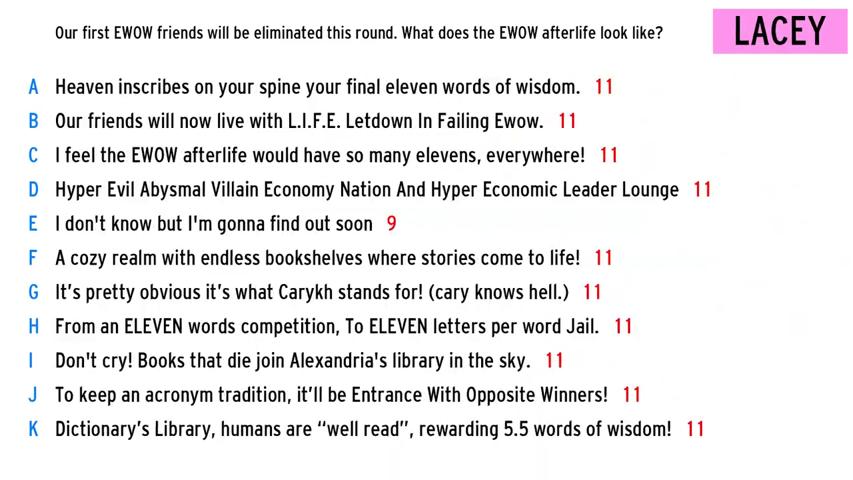 Our first EWOW friends will be eliminated this round. What does the EWOW afterlife look like?
LACEY
A Heaven inscribes on your spine your final eleven words of wisdom. 11
B Our friends will now live with L.I.F.E. Letdown In Failing Ewow. 11
C I feel the EWOW afterlife would have so many elevens, everywhere! 11
D Hyper Evil Abysmal Villain Economy Nation And Hyper Economic Leader Lounge 11
E I don't know but I'm gonna find out soon 9
F A cozy realm with endless bookshelves where stories come to life! 11
G It’s pretty obvious it’s what Carykh stands for! (cary knows hell.) 11
H From an ELEVEN words competition, To ELEVEN letters per word Jail. 11
I Don't cry! Books that die join Alexandria's library in the sky. 11
J To keep an acronym tradition, it’ll be Entrance With Opposite Winners! 11
K Dictionary’s Library, humans are “well read”, rewarding 5.5 words of wisdom! 11